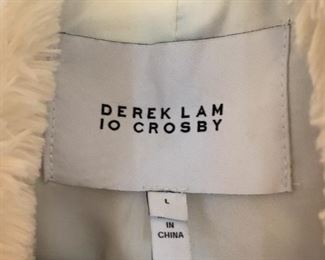 DEREK LAM
10 CROSBY
L
IN
CHINA